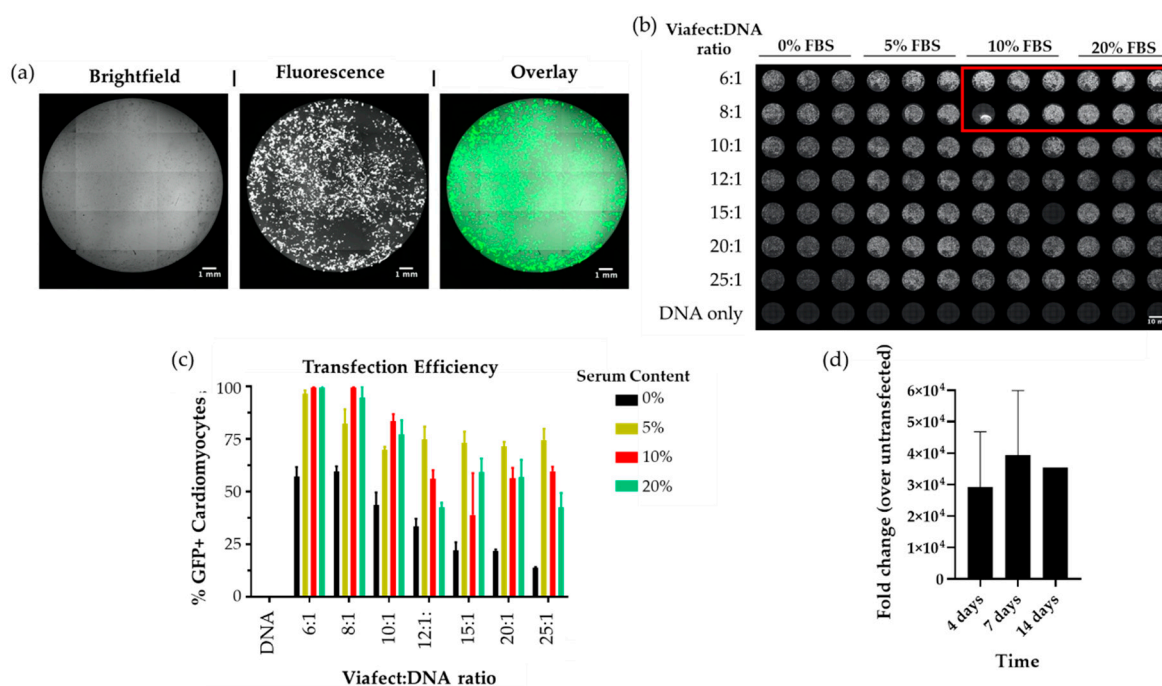 (a)
Brightfield | Fluorescence | Overlay
1 mm 1 mm 1 mm
(b)
Viafect:DNA
ratio
0% FBS 5% FBS 10% FBS 20% FBS
6:1
8:1
10:1
12:1
15:1
20:1
25:1
DNA only
10 m
(c)
Transfection Efficiency
% GFP+ Cardiomyocytes
100
75
50
25
0
DNA 6:1 8:1 10:1 12:1: 15:1 20:1 25:1
Viafect:DNA ratio
Serum Content
0%
5%
10%
20%
(d)
Fold change (over untransfected)
6×10⁴
5×10⁴
4×10⁴
3×10⁴
2×10⁴
1×10⁴
0
4 days 7 days 14 days
Time